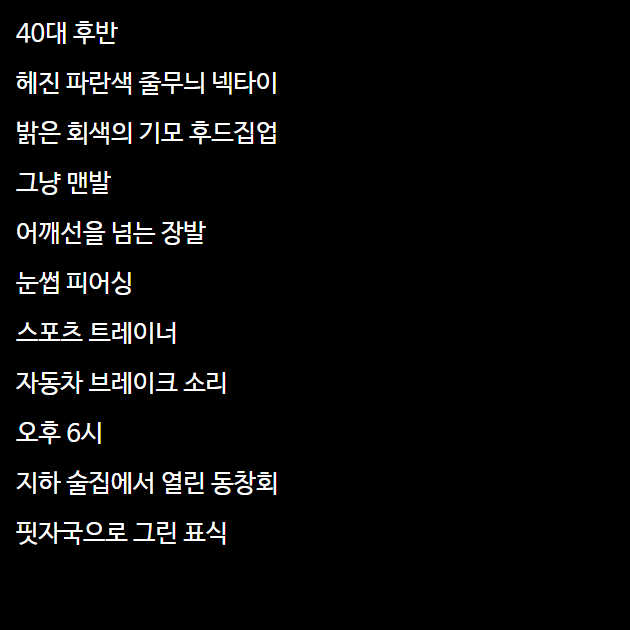 40대 후반
헤진 파란색 줄무늬 넥타이
밝은 회색의 기모 후드집업
그냥 맨발
어깨선을 넘는 장발
눈썹 피어싱
스포츠 트레이너
자동차 브레이크 소리
오후 6시
지하 술집에서 열린 동창회
핏자국으로 그린 표식